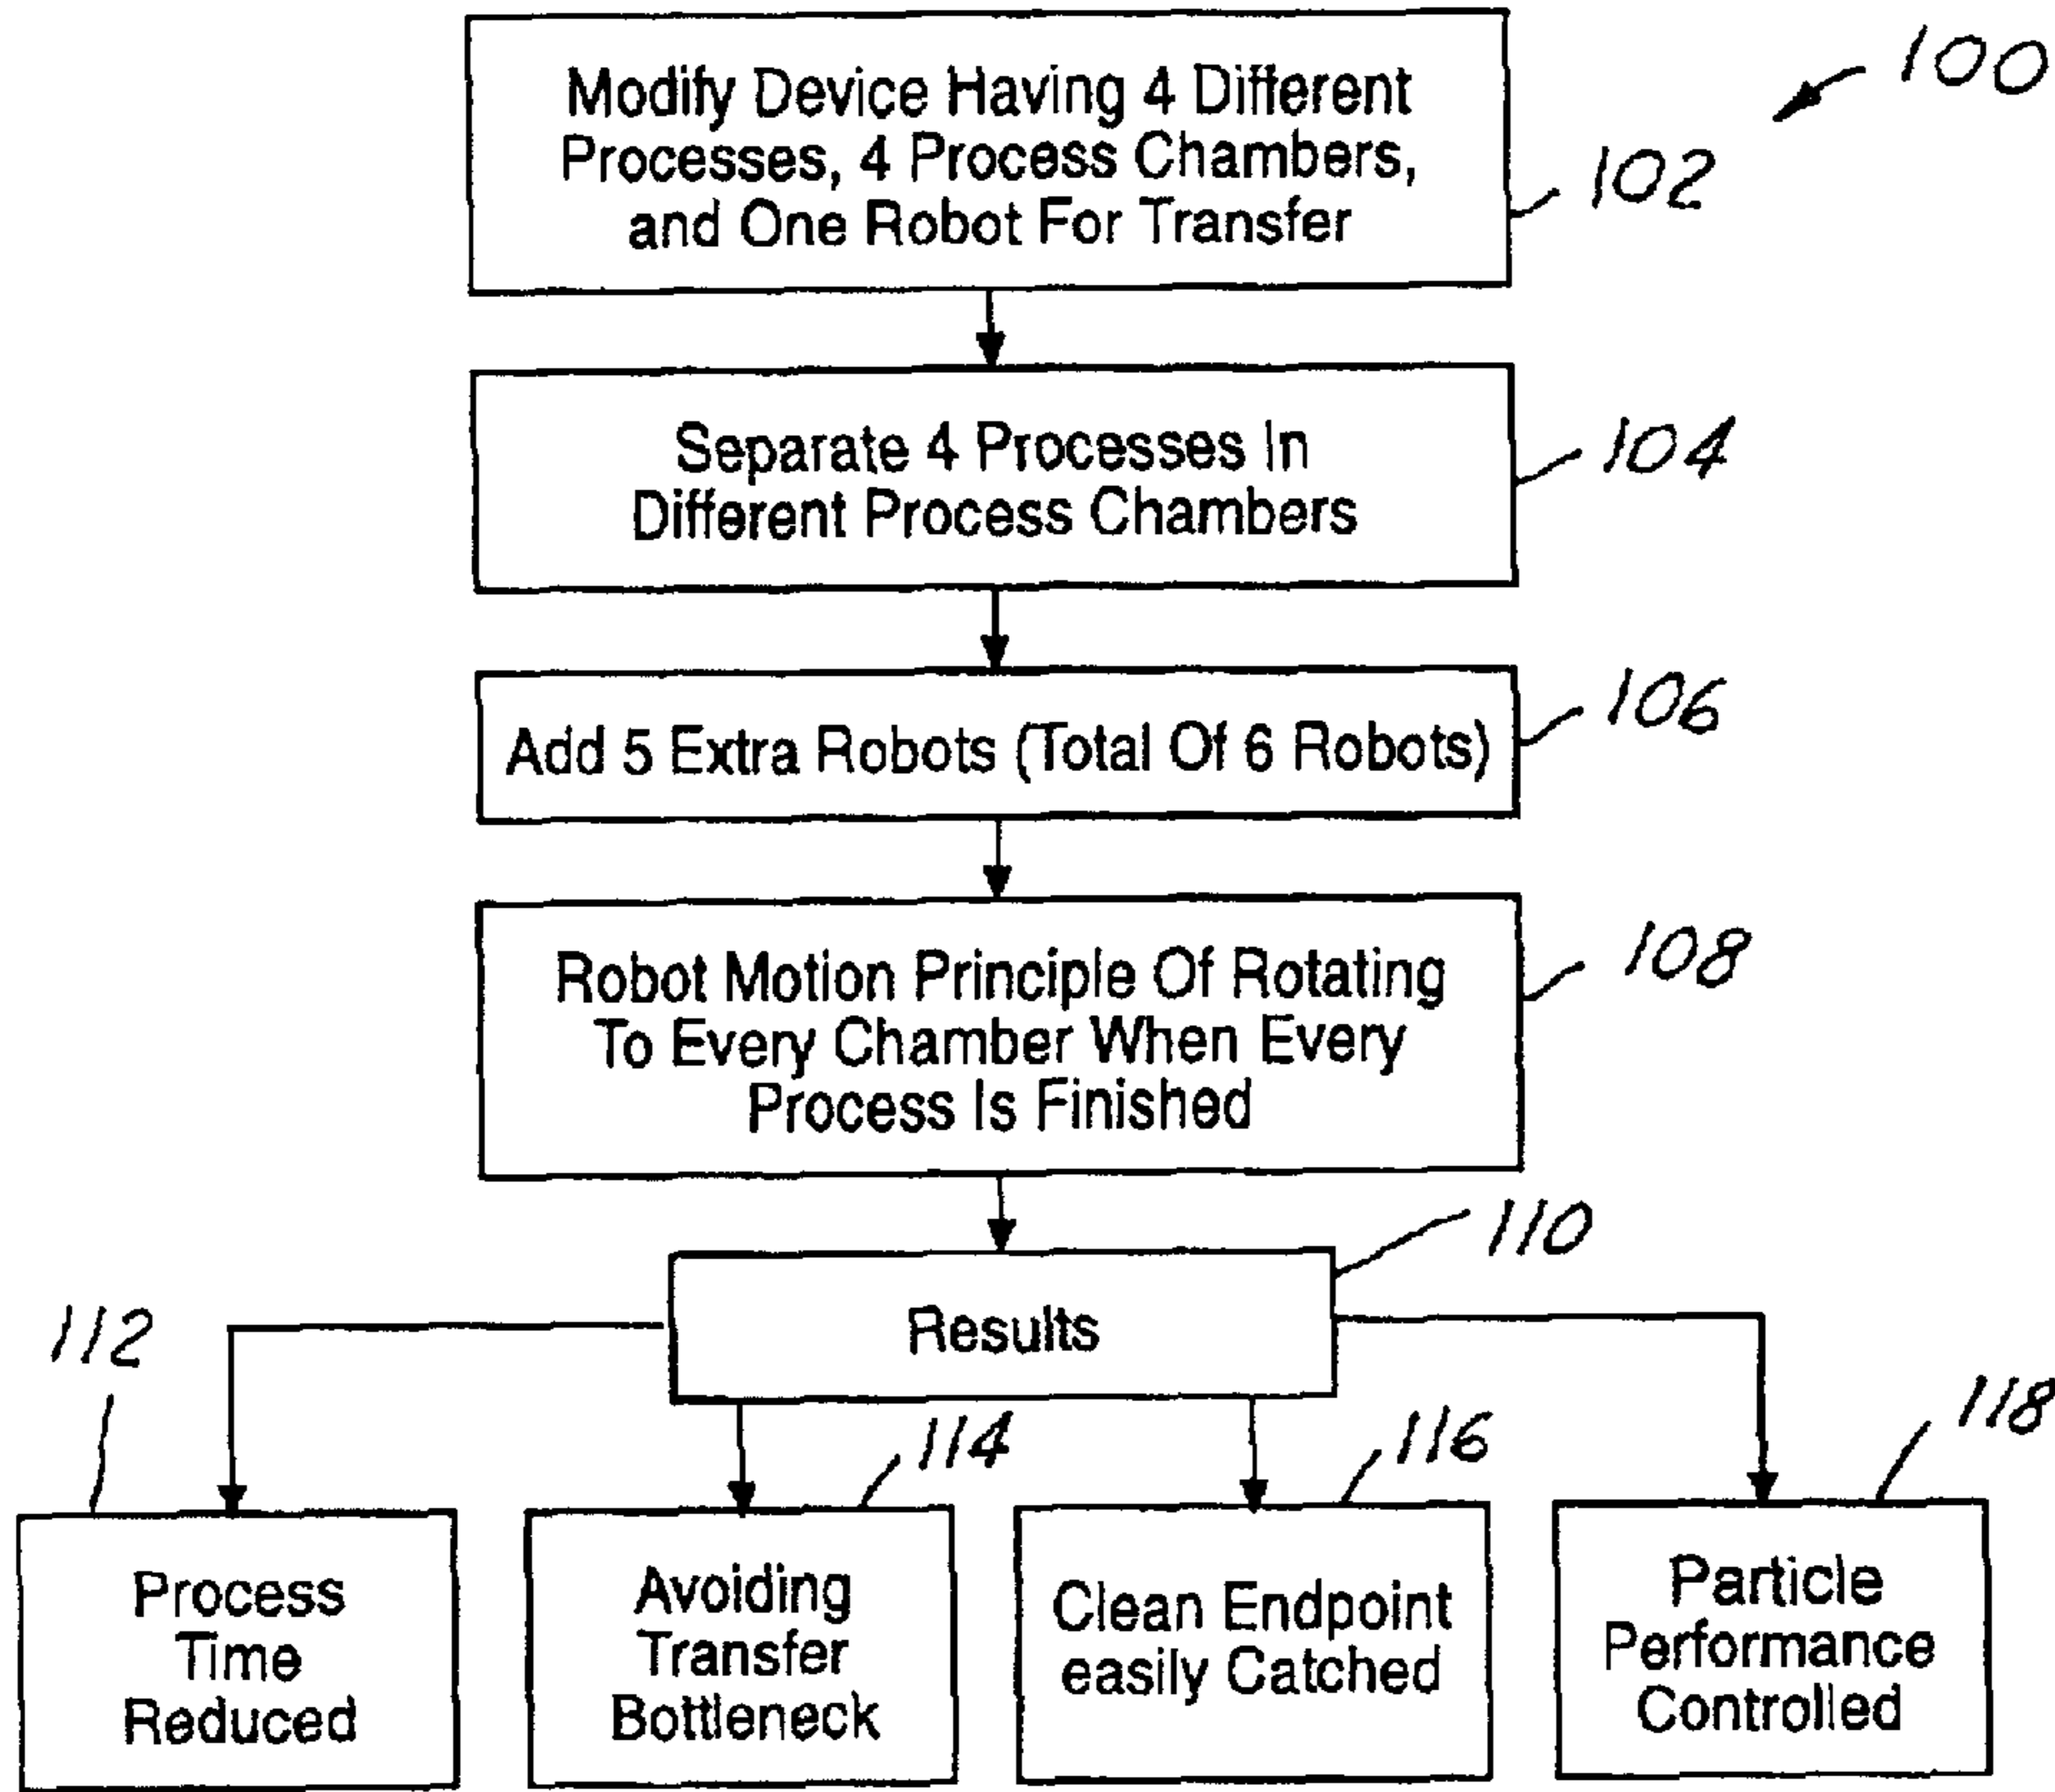 100
Modify Device Having 4 Different
Processes, 4 Process Chambers,
and One Robot For Transfer
102
Separate 4 Processes In
Different Process Chambers
104
Add 5 Extra Robots (Total Of 6 Robots)
106
Robot Motion Principle Of Rotating
To Every Chamber When Every
Process Is Finished
108
Results
110
112
Process
Time
Reduced
114
Avoiding
Transfer
Bottleneck
116
Clean Endpoint
easily Catched
118
Particle
Performance
Controlled